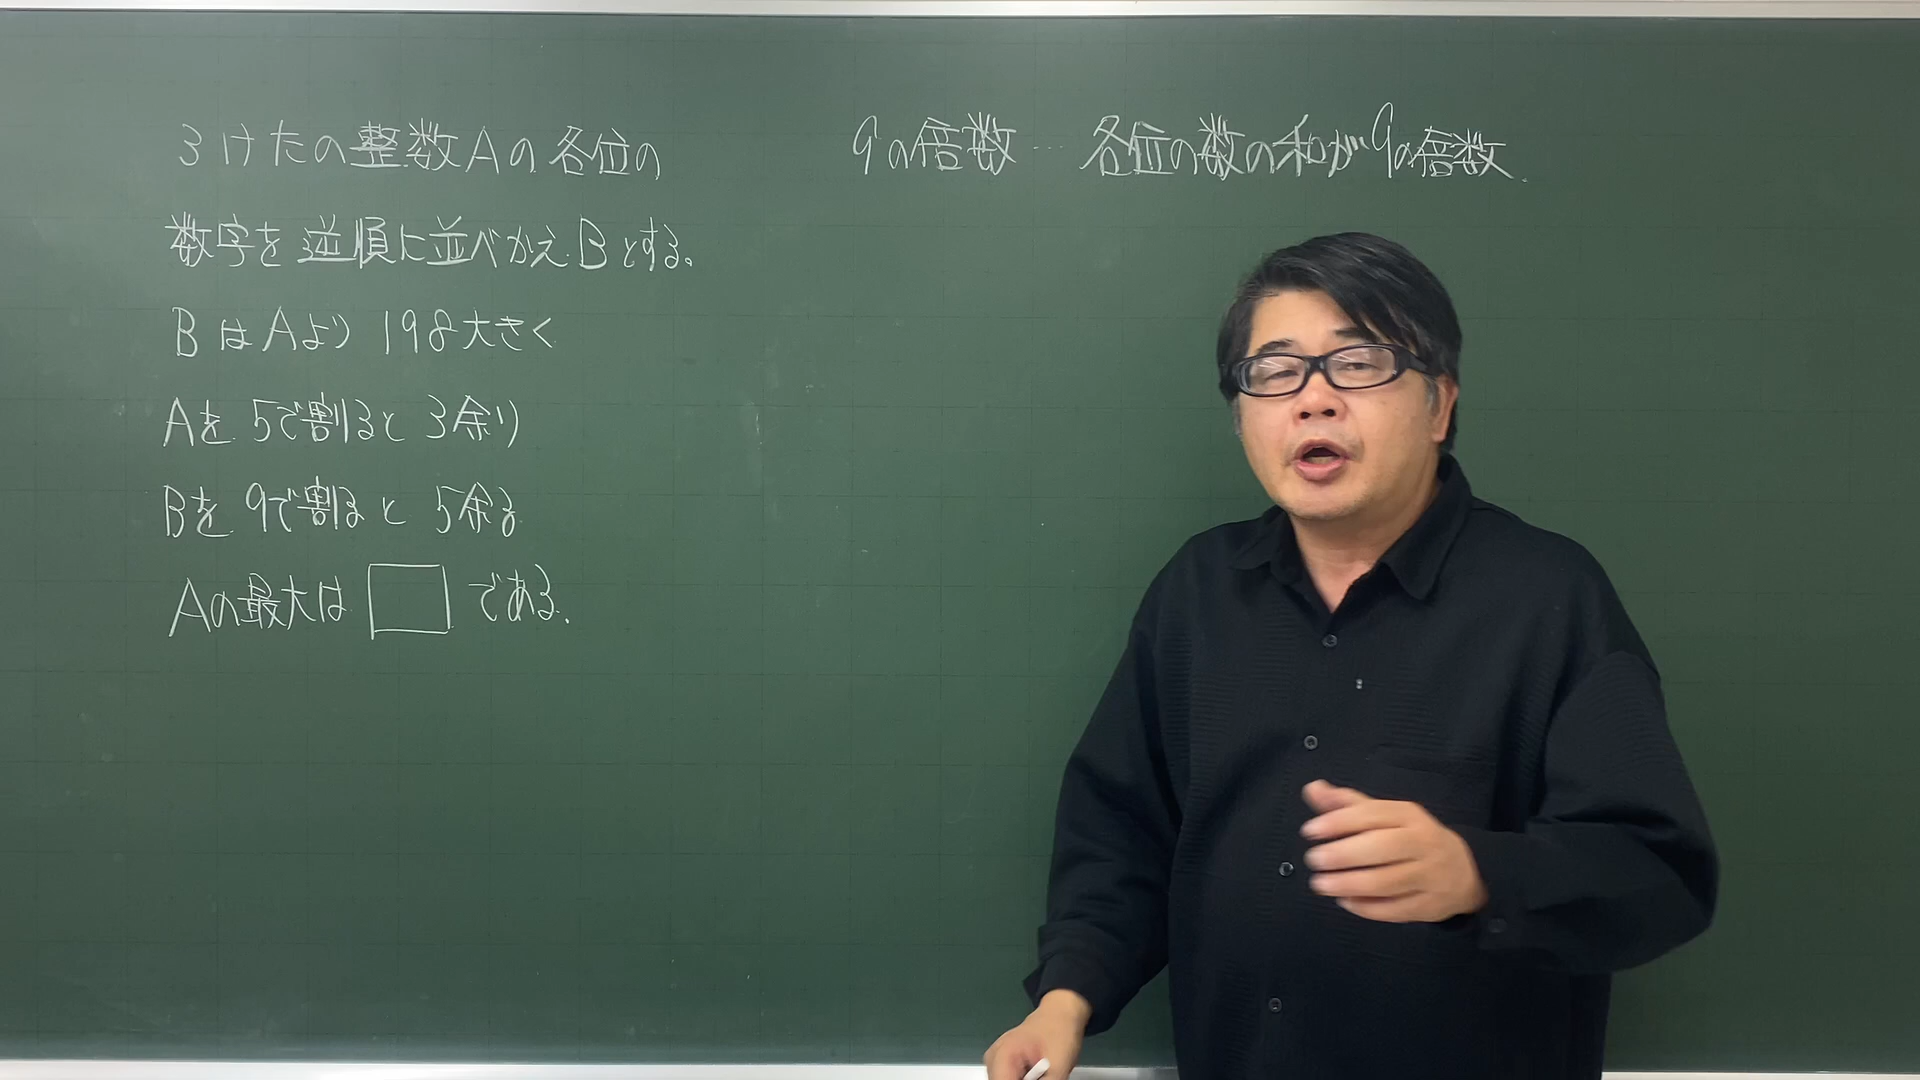 3けたの整数Aの各位の
数字を逆順に並べかえBとする。
BはAより198大きく
Aを5で割ると3余り
Bを9で割ると5余る
Aの最大は□である.
9の倍数…各位の数の和が9の倍数.